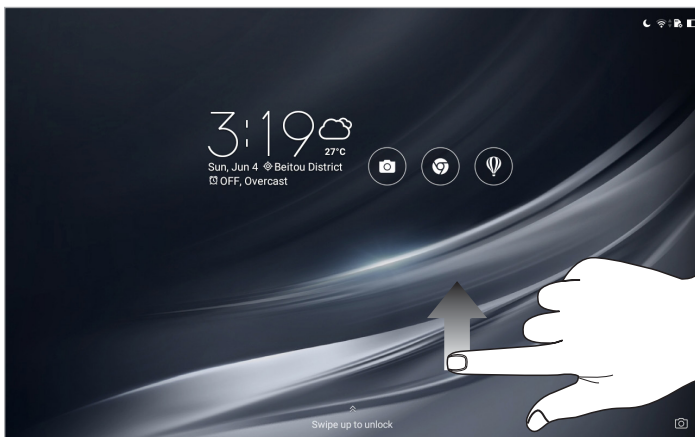 3:19
27°C
Sun, Jun 4 Beitou District
OFF, Overcast
Swipe up to unlock